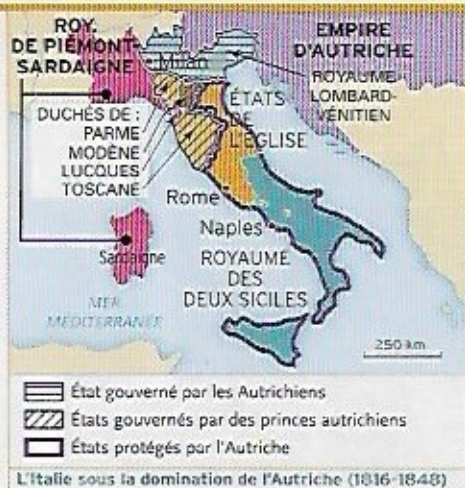 ROY.
DE PIÉMONT-
SARDAIGNE
EMPIRE
D'AUTRICHE
Milan
ROYAUME
LOMBARD-
VÉNITIEN
DUCHÉS DE :
PARME
MODÈNE
LUCQUES
TOSCANE
ÉTATS
DE
L'ÉGLISE
Rome
Naples
Sardaigne
ROYAUME
DES
DEUX SICILES
MER
MÉDITERRANÉE
250 km
État gouverné par les Autrichiens
États gouvernés par des princes autrichiens
États protégés par l'Autriche
L'Italie sous la domination de l'Autriche (1816-1848)